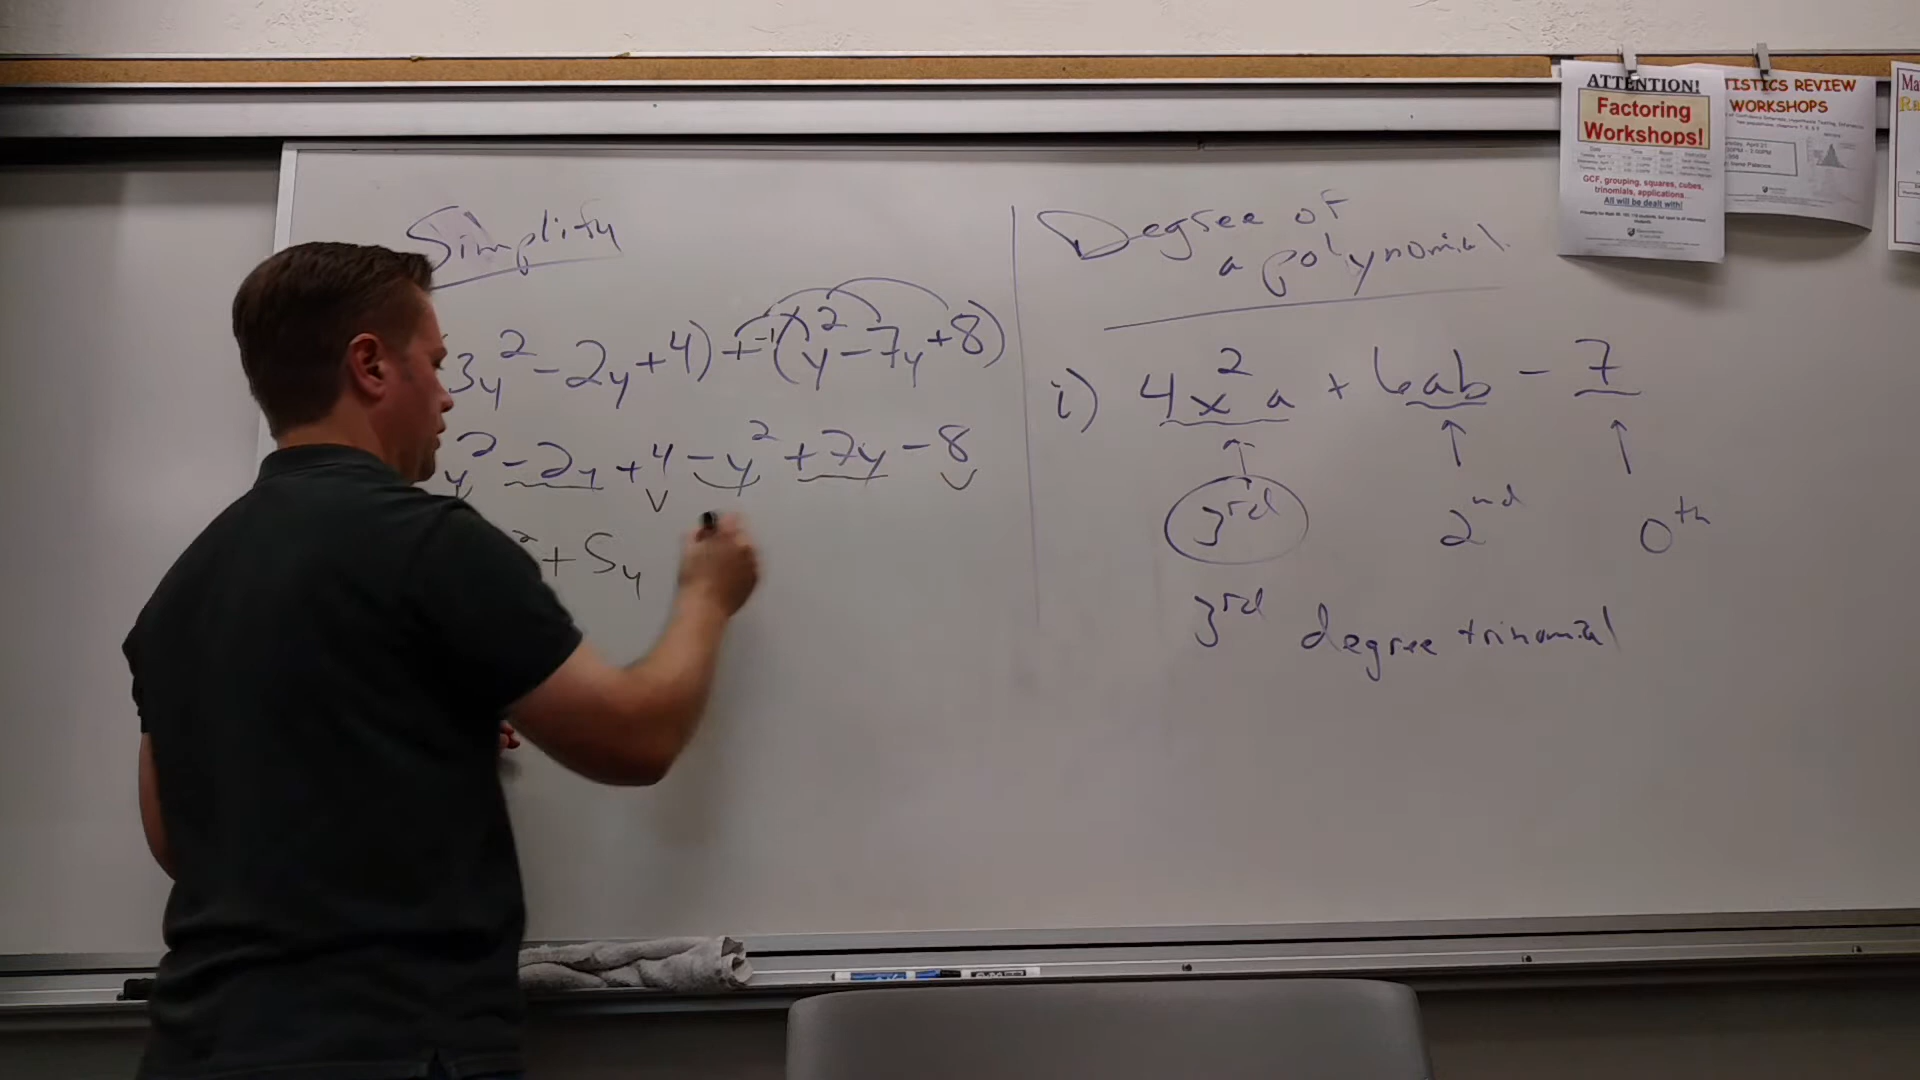 Simplify
3y² - 2y + 4) + -1(y² - 7y + 8)
y² - 2y + 4 - y² + 7y - 8
² + 5y
Degree of
a polynomial
i) 4x²a + 6ab - 7
3rd 2nd 0th
3rd degree trinomial
ATTENTION!
Factoring
Workshops!
GCF, grouping, squares, cubes,
trinomials, applications...
All will be dealt with!
TISTICS REVIEW
WORKSHOPS
Ma
Ra